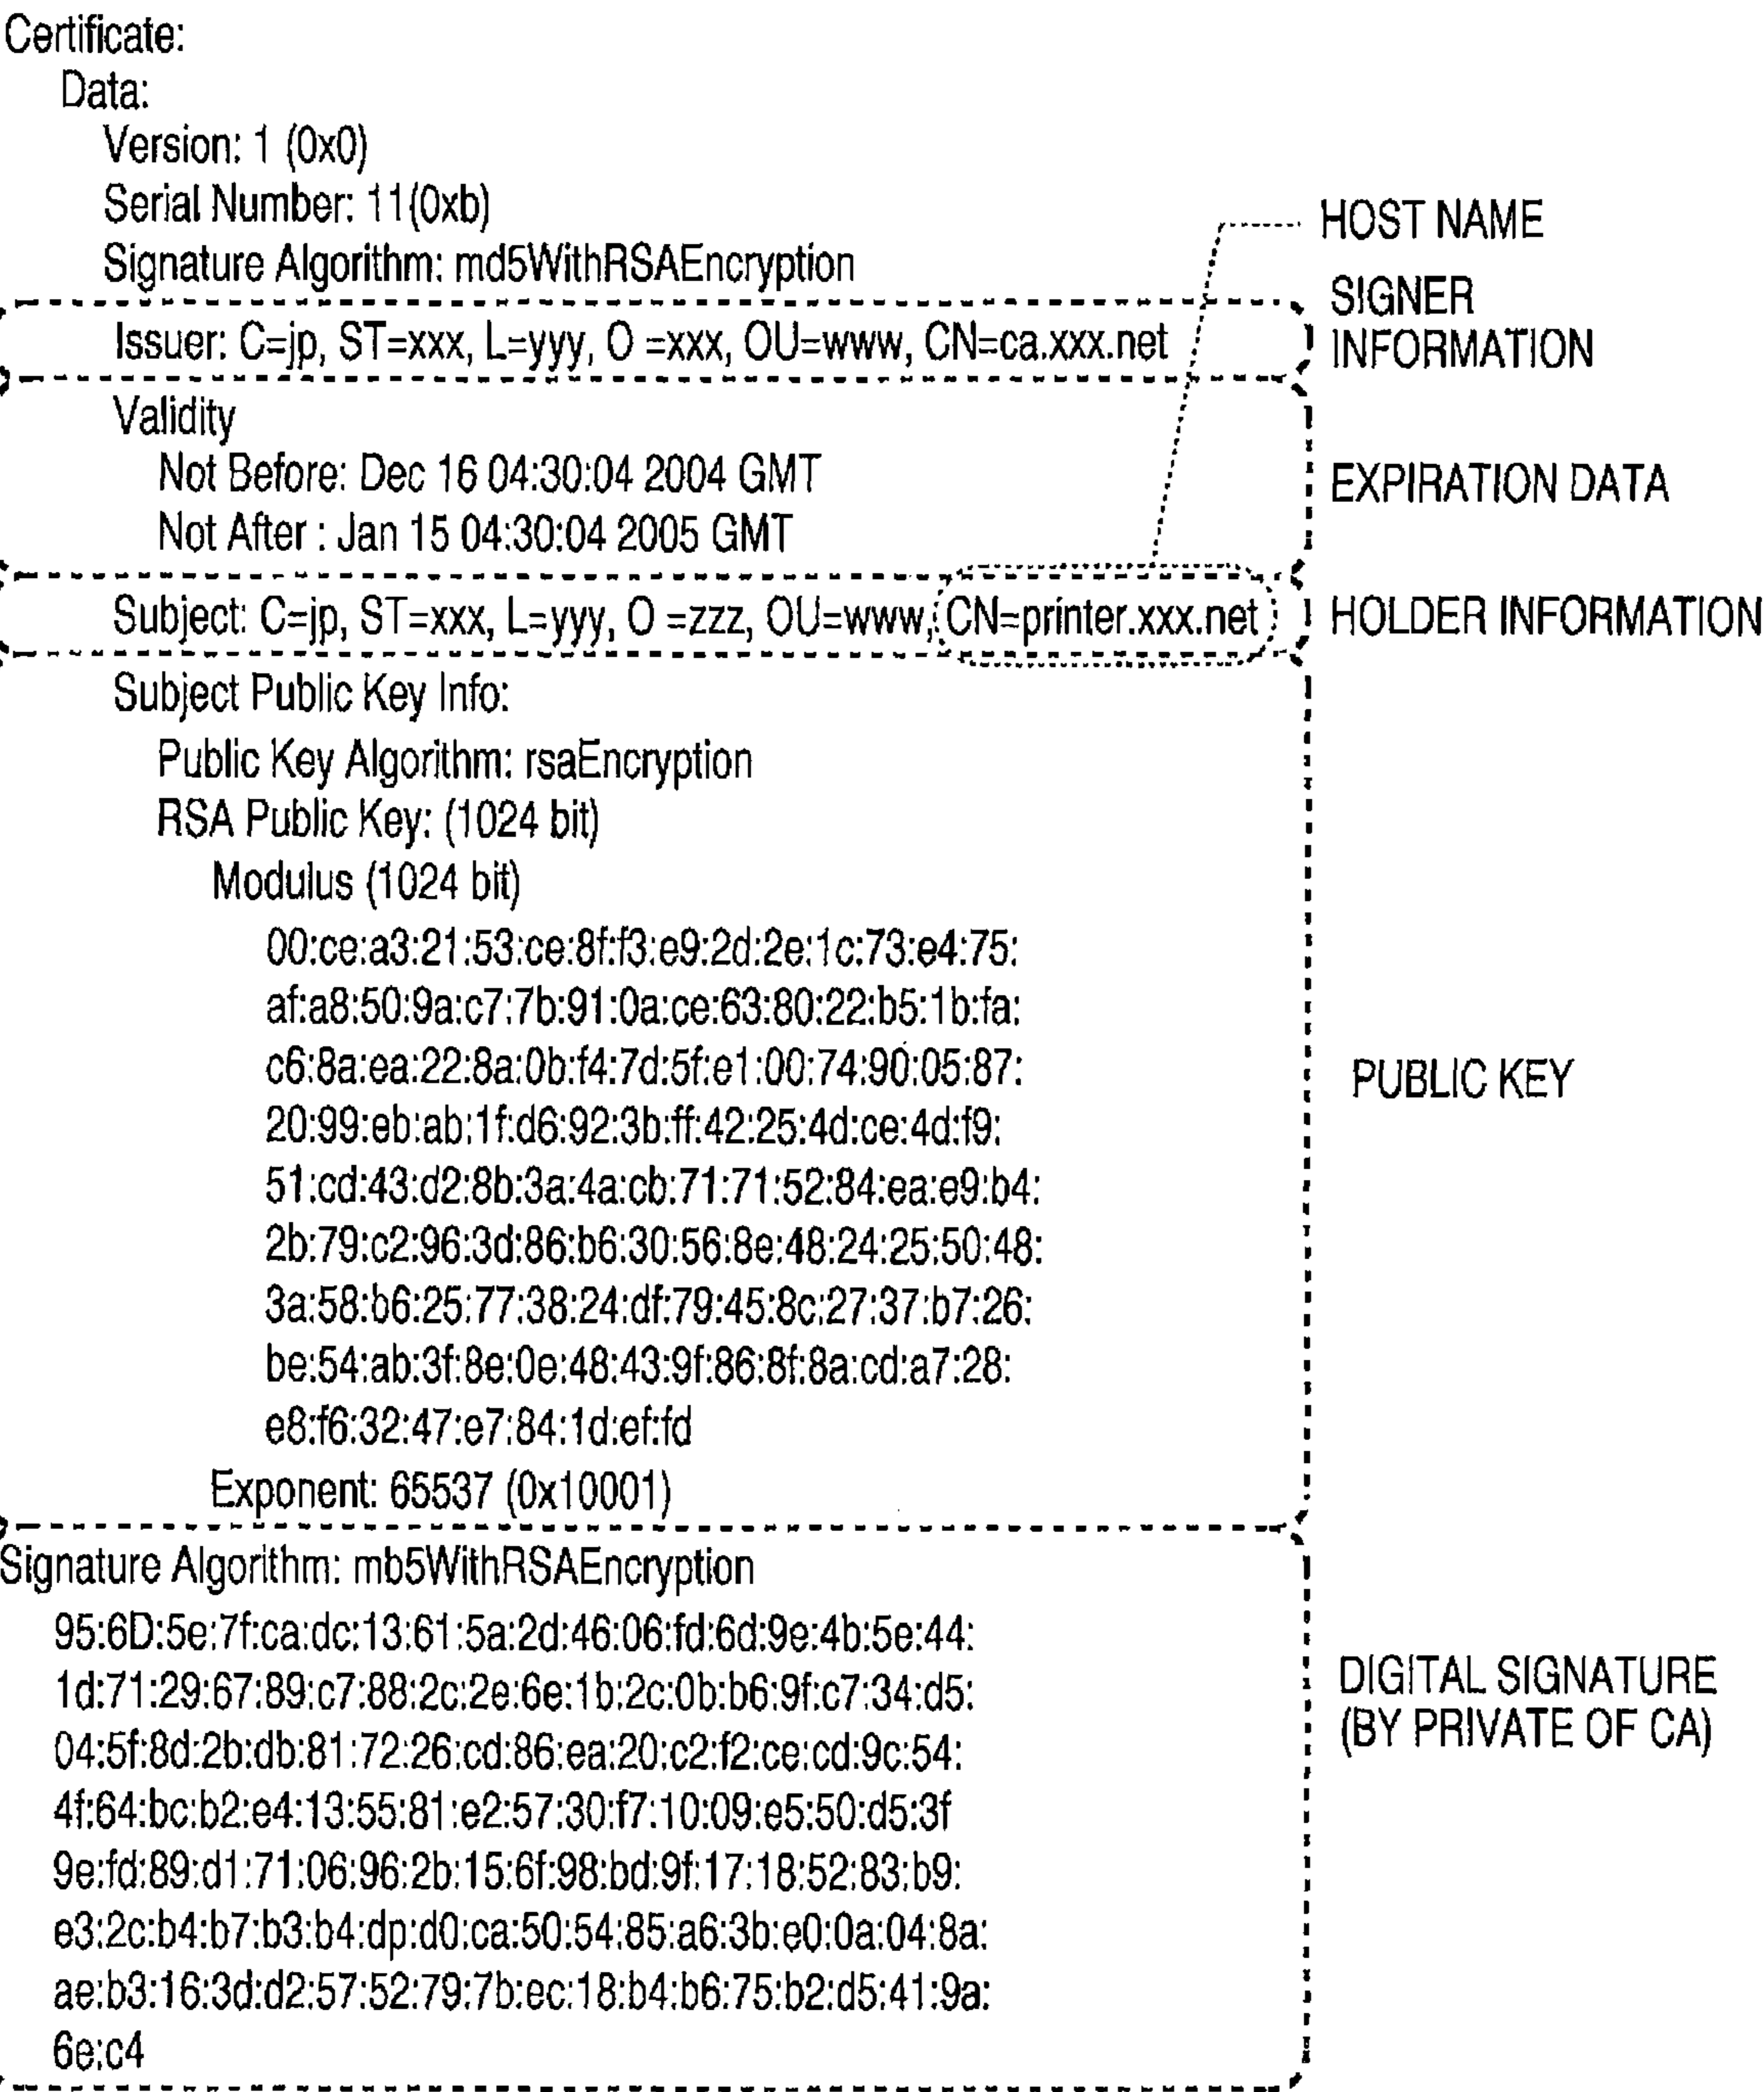 Certificate:
Data:
Version: 1 (0x0)
Serial Number: 11(0xb)
Signature Algorithm: md5WithRSAEncryption
HOST NAME
Issuer: C=jp, ST=xxx, L=yyy, O =xxx, OU=www, CN=ca.xxx.net
SIGNER
INFORMATION
Validity
Not Before: Dec 16 04:30:04 2004 GMT
Not After : Jan 15 04:30:04 2005 GMT
EXPIRATION DATA
Subject: C=jp, ST=xxx, L=yyy, O =zzz, OU=www, CN=printer.xxx.net
HOLDER INFORMATION
Subject Public Key Info:
Public Key Algorithm: rsaEncryption
RSA Public Key: (1024 bit)
Modulus (1024 bit)
00:ce:a3:21:53:ce:8f:f3:e9:2d:2e:1c:73:e4:75:
af:a8:50:9a:c7:7b:91:0a:ce:63:80:22:b5:1b:fa:
c6:8a:ea:22:8a:0b:f4:7d:5f:e1:00:74:90:05:87:
20:99:eb:ab:1f:d6:92:3b:ff:42:25:4d:ce:4d:f9:
51:cd:43:d2:8b:3a:4a:cb:71:71:52:84:ea:e9:b4:
2b:79:c2:96:3d:86:b6:30:56:8e:48:24:25:50:48:
3a:58:b6:25:77:38:24:df:79:45:8c:27:37:b7:26:
be:54:ab:3f:8e:0e:48:43:9f:86:8f:8a:cd:a7:28:
e8:f6:32:47:e7:84:1d:ef:fd
Exponent: 65537 (0x10001)
PUBLIC KEY
Signature Algorithm: mb5WithRSAEncryption
95:6D:5e:7f:ca:dc:13:61:5a:2d:46:06:fd:6d:9e:4b:5e:44:
1d:71:29:67:89:c7:88:2c:2e:6e:1b:2c:0b:b6:9f:c7:34:d5:
04:5f:8d:2b:db:81:72:26:cd:86:ea:20:c2:f2:ce:cd:9c:54:
4f:64:bc:b2:e4:13:55:81:e2:57:30:f7:10:09:e5:50:d5:3f
9e:fd:89:d1:71:06:96:2b:15:6f:98:bd:9f:17:18:52:83:b9:
e3:2c:b4:b7:b3:b4:dp:d0:ca:50:54:85:a6:3b:e0:0a:04:8a:
ae:b3:16:3d:d2:57:52:79:7b:ec:18:b4:b6:75:b2:d5:41:9a:
6e:c4
DIGITAL SIGNATURE
(BY PRIVATE OF CA)